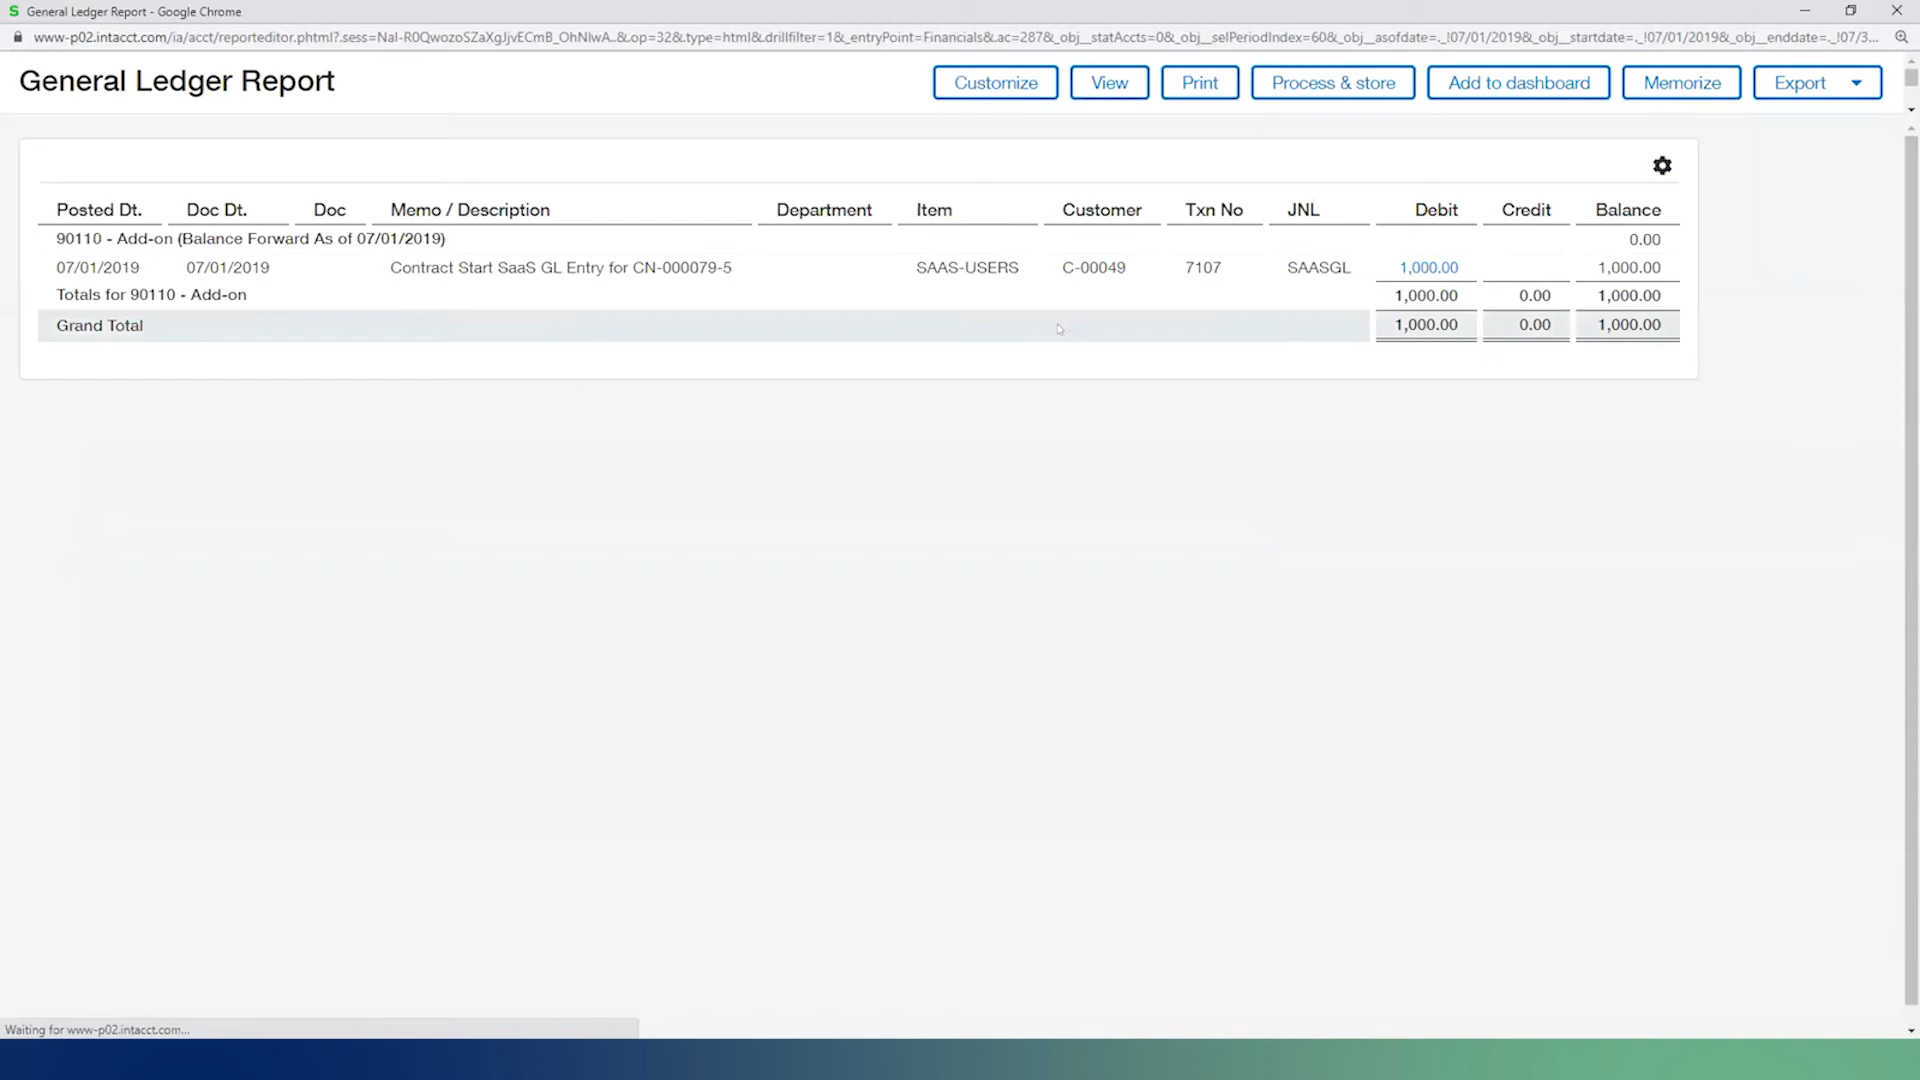 S General Ledger Report - Google Chrome
www-p02.intacct.com/ia/acct/reporteditor.phtml?.sess=NaI-R0QwozoSZaXgJjvECmB_OhNIwA..&.op=32&.type=html&.drillfilter=1&_entryPoint=Financials&.ac=287&_obj__statAccts=0&_obj__selPeriodIndex=60&_obj__asofdate=._!07/01/2019&_obj__startdate=._!07/01/2019&_obj__enddate=._!07/3...
General Ledger Report Customize View Print Process & store Add to dashboard Memorize Export
Posted Dt. Doc Dt. Doc Memo / Description Department Item Customer Txn No JNL Debit Credit Balance
90110 - Add-on (Balance Forward As of 07/01/2019) 0.00
07/01/2019 07/01/2019 Contract Start SaaS GL Entry for CN-000079-5 SAAS-USERS C-00049 7107 SAASGL 1,000.00 1,000.00
Totals for 90110 - Add-on 1,000.00 0.00 1,000.00
Grand Total 1,000.00 0.00 1,000.00
Waiting for www-p02.intacct.com...